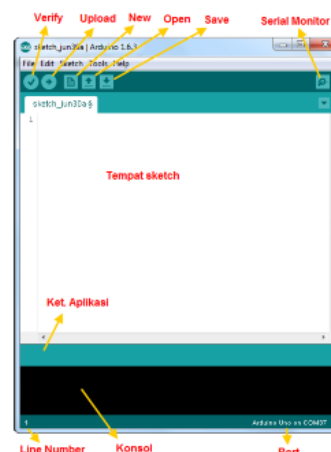 Verify Upload New Open Save Serial Monitor
sketch_jun30a | Arduino 1.6.3
File Edit Sketch Tools Help
sketch_jun30a §
1
Tempat sketch
Ket. Aplikasi
1
Arduino Uno on COM37
Line Number Konsol Port